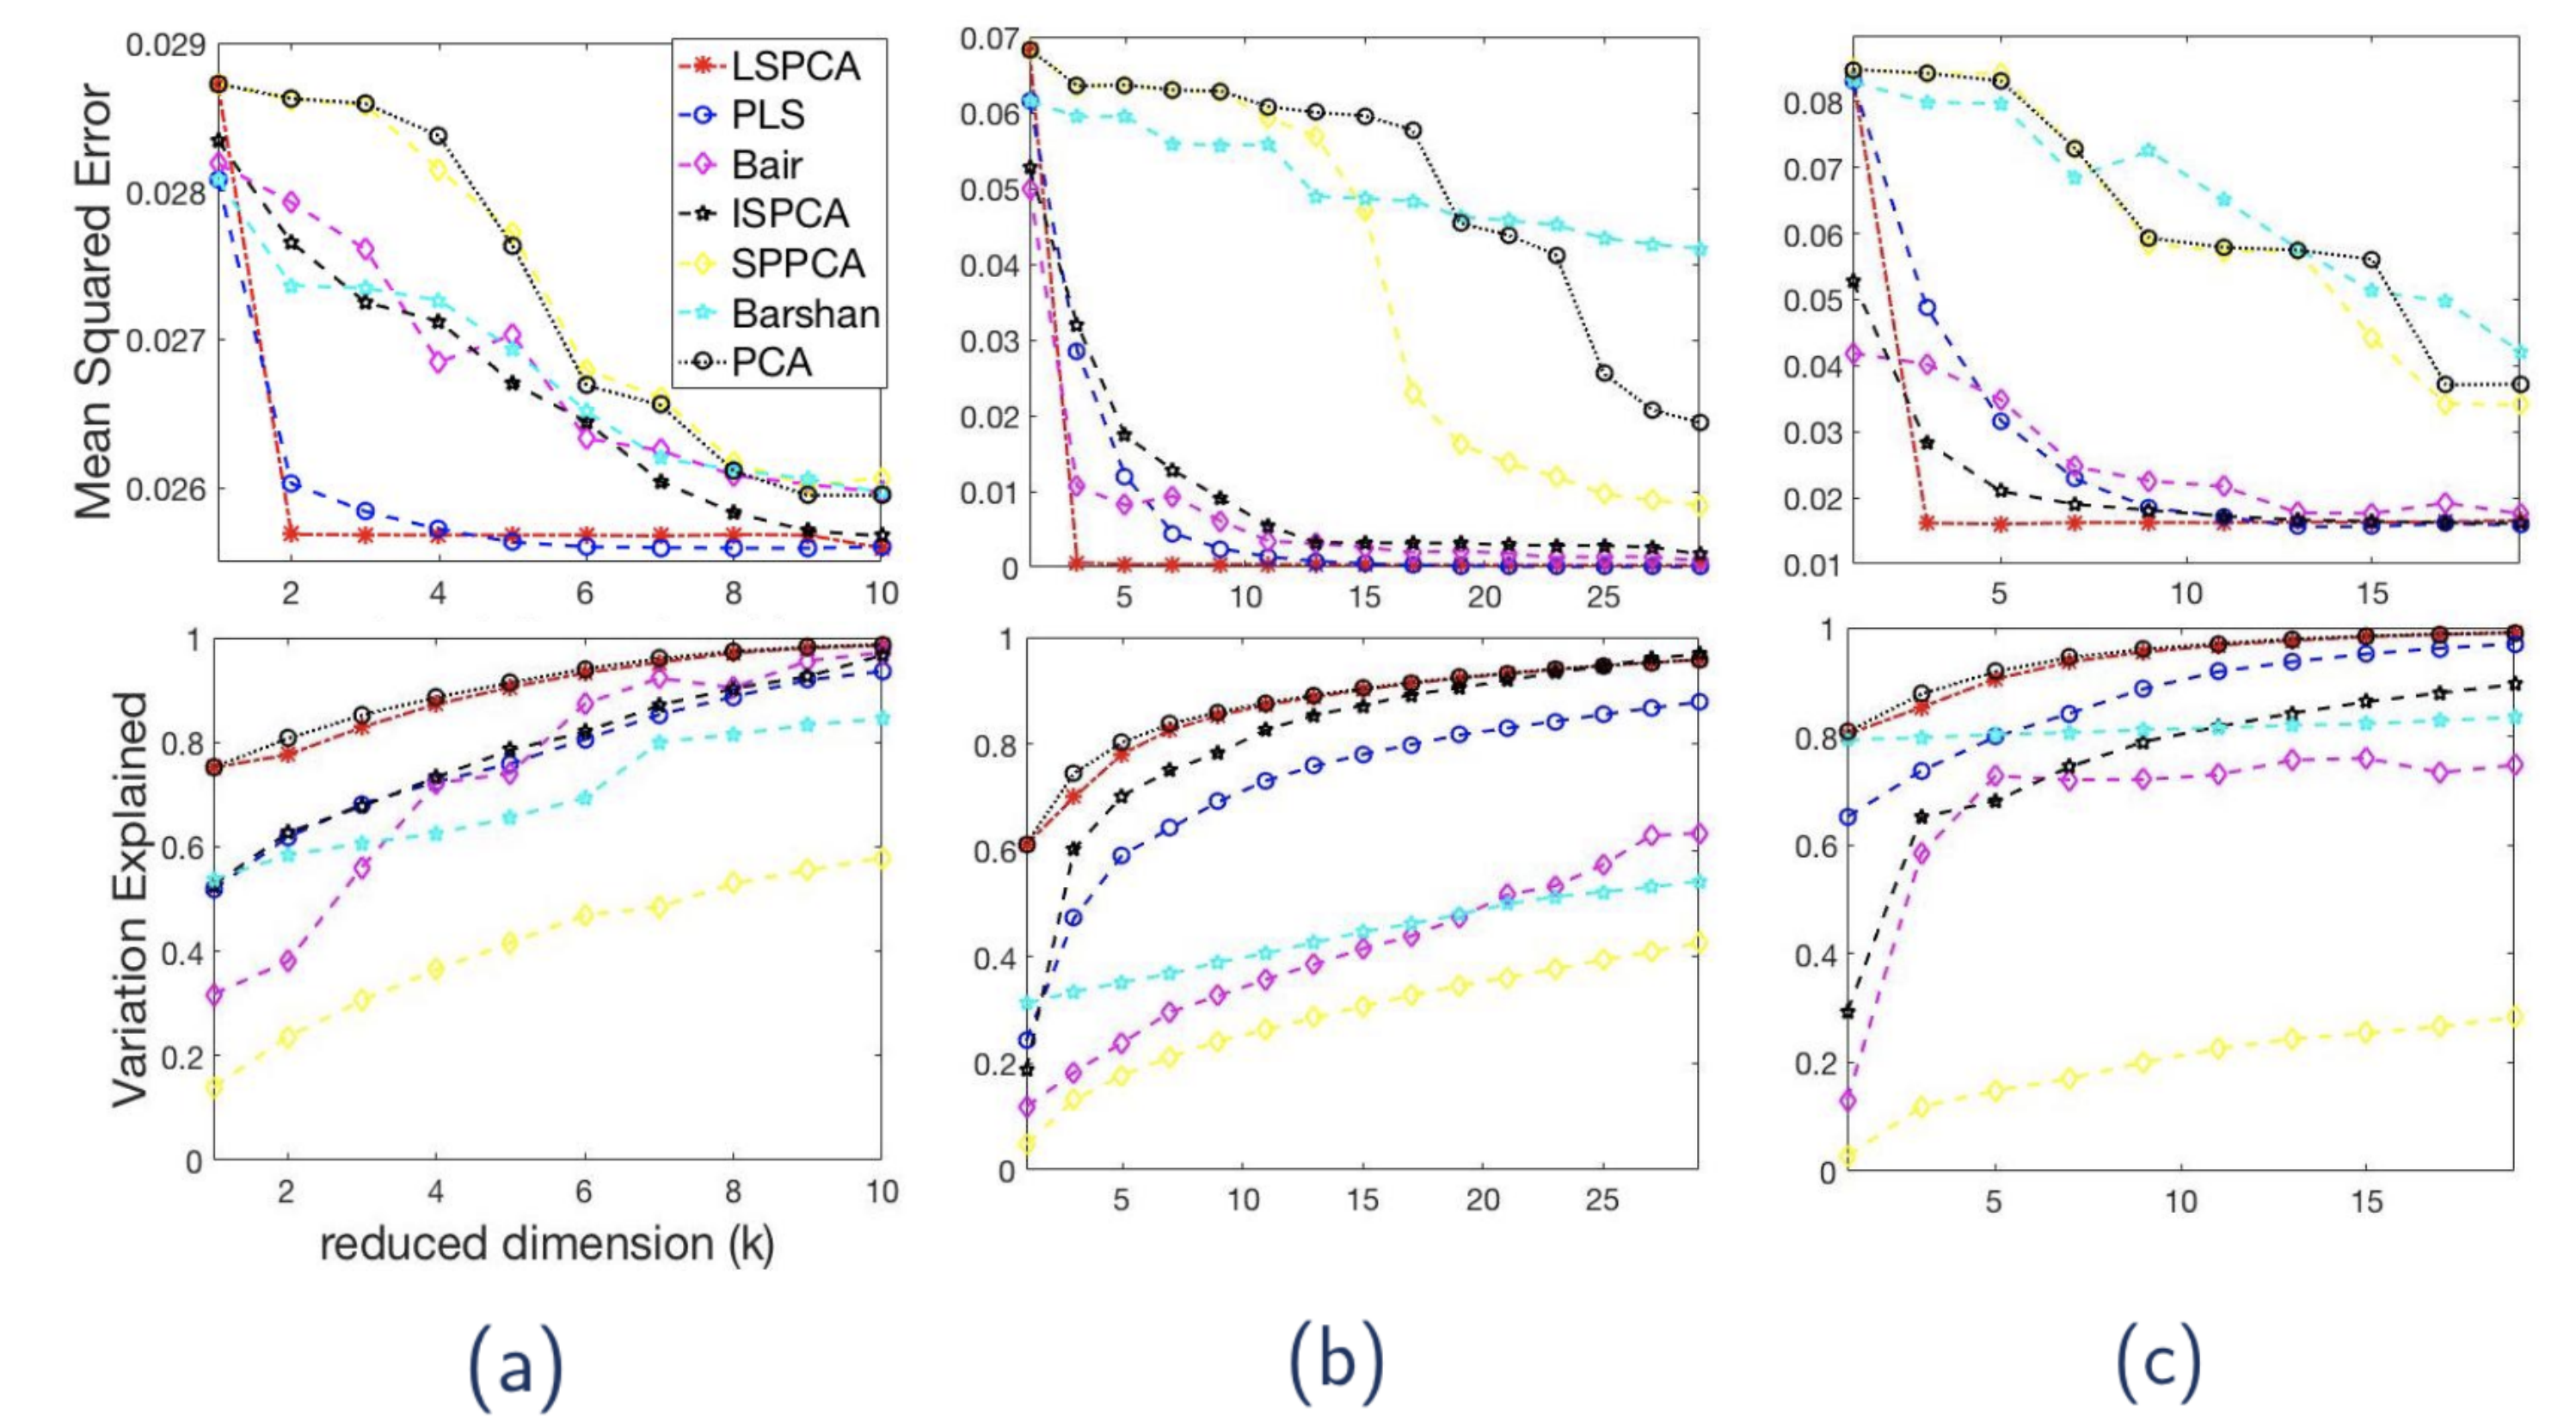 Mean Squared Error
0.029
0.028
0.027
0.026
2 4 6 8 10
LSPCA
PLS
Bair
ISPCA
SPPCA
Barshan
PCA
0.07
0.06
0.05
0.04
0.03
0.02
0.01
0
5 10 15 20 25
0.08
0.07
0.06
0.05
0.04
0.03
0.02
0.01
5 10 15
Variation Explained
1
0.8
0.6
0.4
0.2
0
2 4 6 8 10
reduced dimension (k)
1
0.8
0.6
0.4
0.2
0
5 10 15 20 25
1
0.8
0.6
0.4
0.2
0
5 10 15
(a) (b) (c)